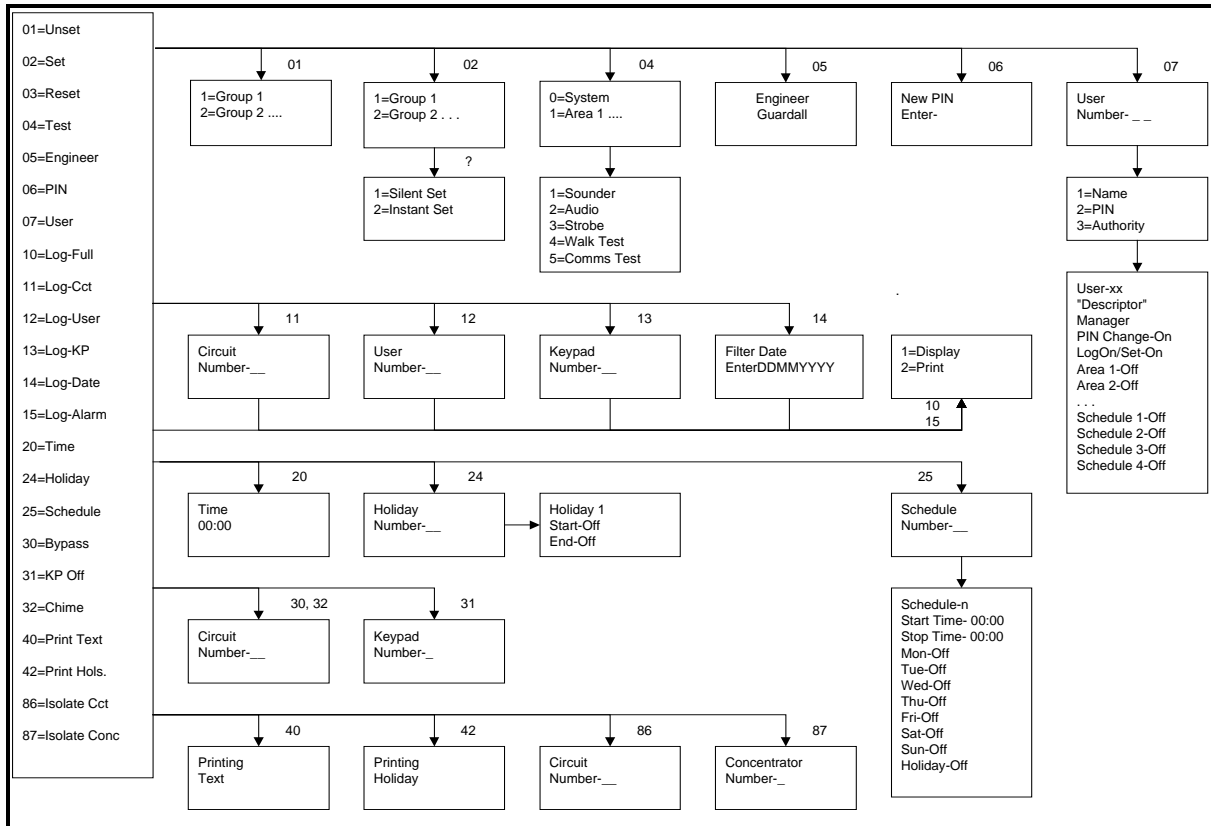 01=Unset
02=Set
03=Reset
04=Test
05=Engineer
06=PIN
07=User
10=Log-Full
11=Log-Cct
12=Log-User
13=Log-KP
14=Log-Date
15=Log-Alarm
20=Time
24=Holiday
25=Schedule
30=Bypass
31=KP Off
32=Chime
40=Print Text
42=Print Hols.
86=Isolate Cct
87=Isolate Conc
01
1=Group 1
2=Group 2 ....
02
1=Group 1
2=Group 2 . . .
?
1=Silent Set
2=Instant Set
04
0=System
1=Area 1 ....
1=Sounder
2=Audio
3=Strobe
4=Walk Test
5=Comms Test
05
Engineer
Guardall
06
New PIN
Enter-
07
User
Number- _ _
1=Name
2=PIN
3=Authority
User-xx
"Descriptor"
Manager
PIN Change-On
LogOn/Set-On
Area 1-Off
Area 2-Off
. . .
Schedule 1-Off
Schedule 2-Off
Schedule 3-Off
Schedule 4-Off
11
Circuit
Number-__
12
User
Number-__
13
Keypad
Number-__
14
Filter Date
EnterDDMMYYYY
.
1=Display
2=Print
10
15
20
Time
00:00
24
Holiday
Number-__
Holiday 1
Start-Off
End-Off
25
Schedule
Number-__
Schedule-n
Start Time- 00:00
Stop Time- 00:00
Mon-Off
Tue-Off
Wed-Off
Thu-Off
Fri-Off
Sat-Off
Sun-Off
Holiday-Off
30, 32
Circuit
Number-__
31
Keypad
Number-_
40
Printing
Text
42
Printing
Holiday
86
Circuit
Number-__
87
Concentrator
Number-_